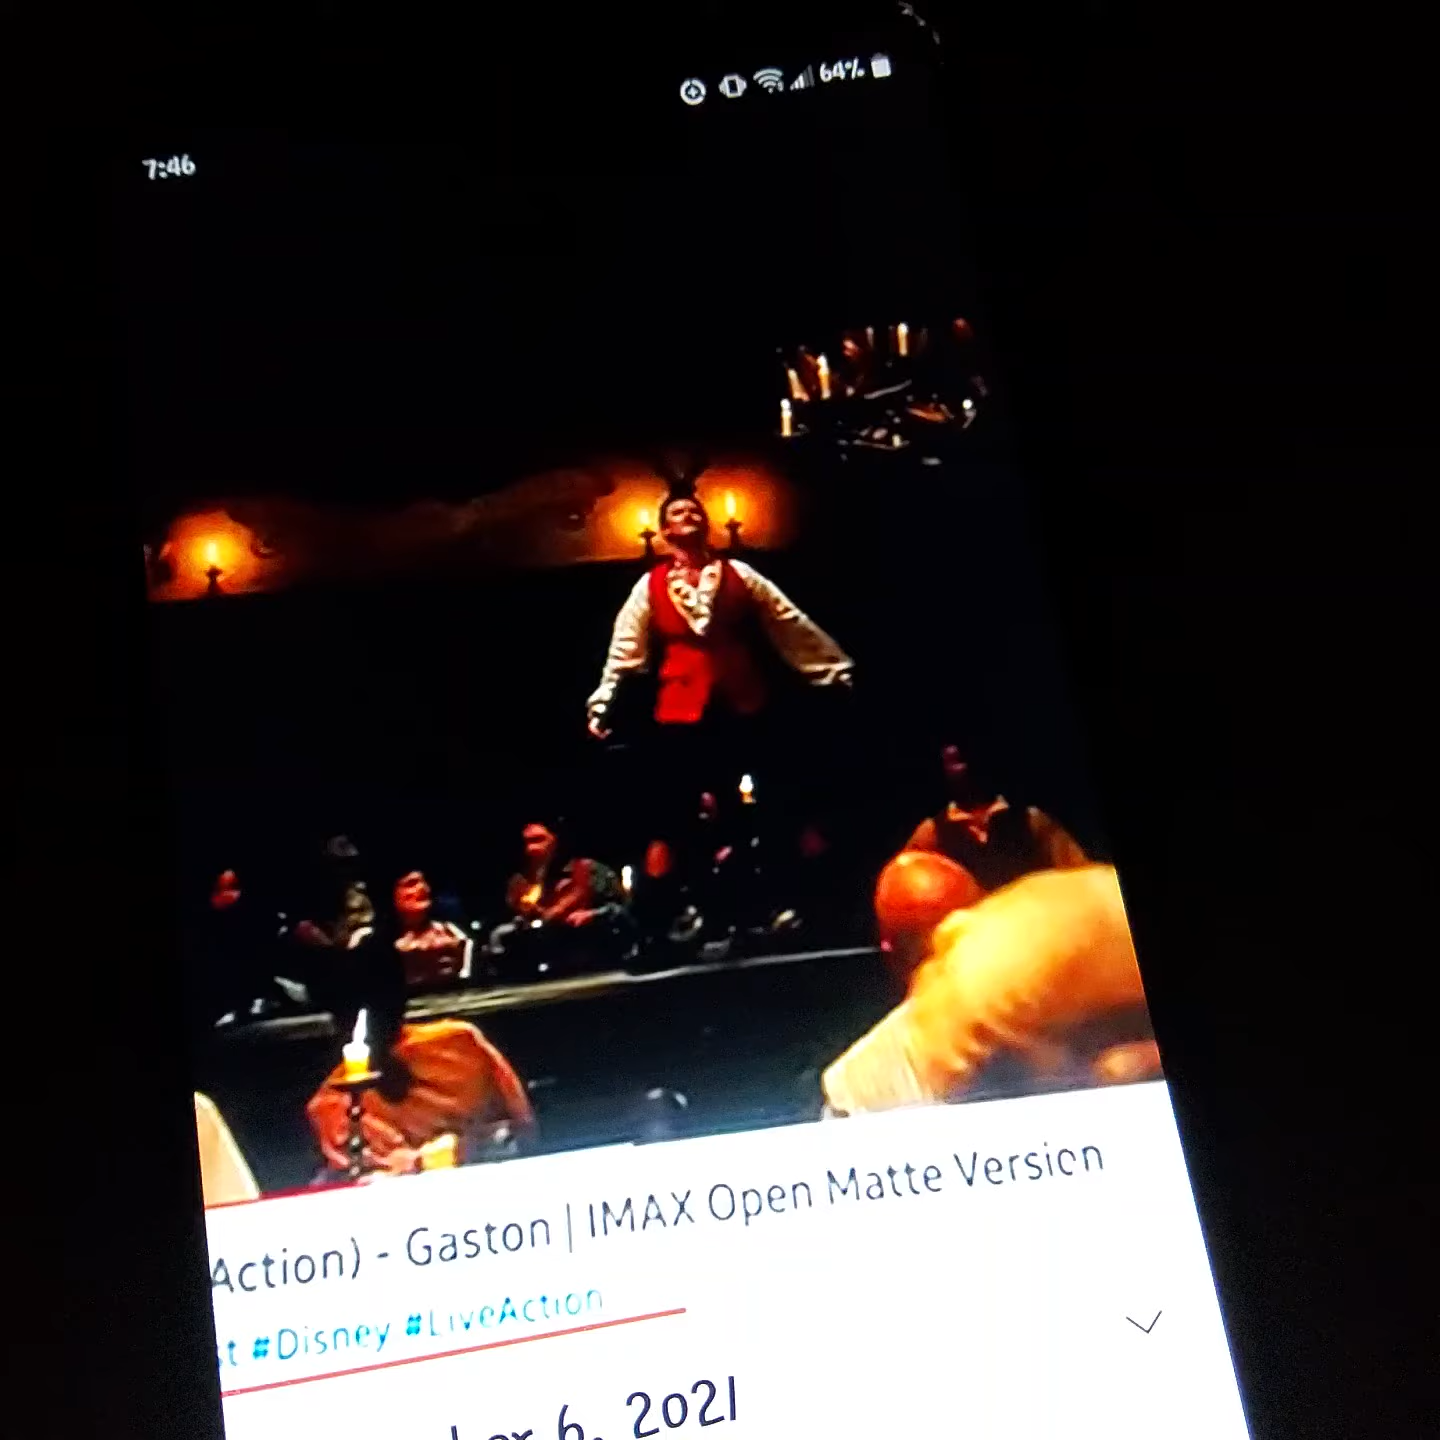 64%
7:46
Action) - Gaston | IMAX Open Matte Version
#Disney #LiveAction
6, 2021